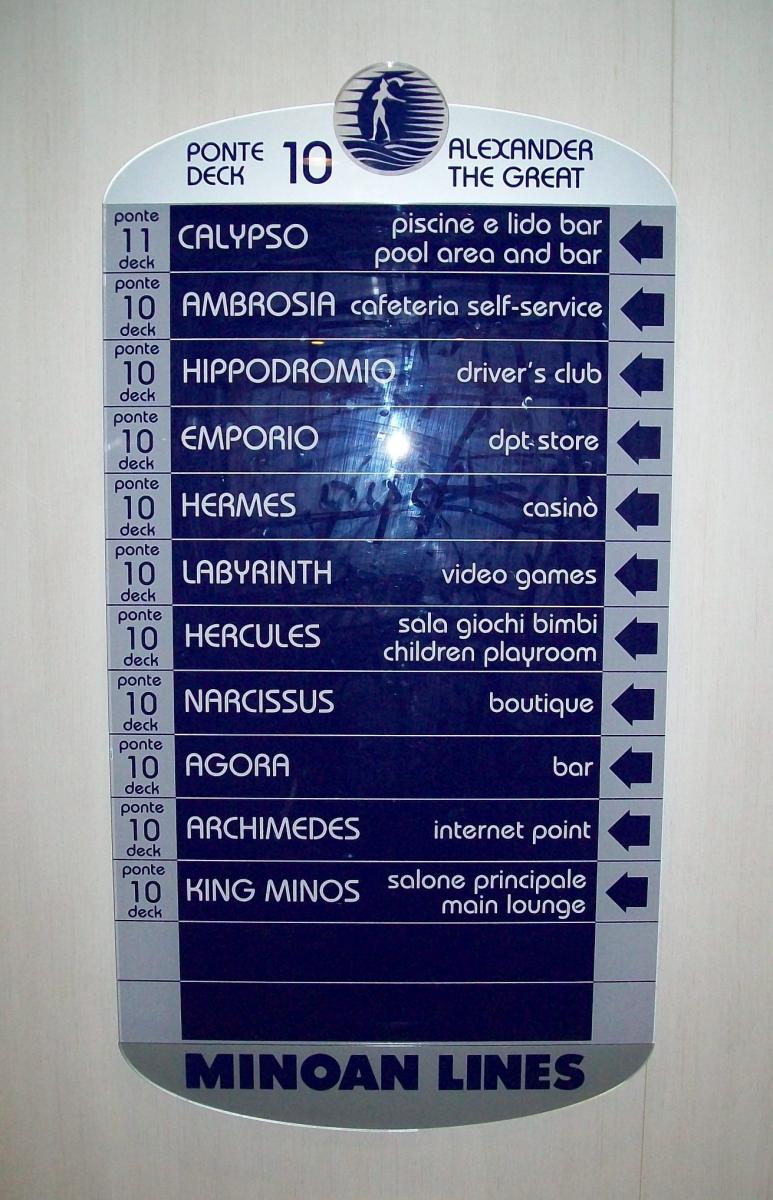 PONTE DECK 10 ALEXANDER THE GREAT
ponte 11 deck CALYPSO piscine e lido bar pool area and bar
ponte 10 deck AMBROSIA cafeteria self-service
ponte 10 deck HIPPODROMIO driver's club
ponte 10 deck EMPORIO dpt store
ponte 10 deck HERMES casinò
ponte 10 deck LABYRINTH video games
ponte 10 deck HERCULES sala giochi bimbi children playroom
ponte 10 deck NARCISSUS boutique
ponte 10 deck AGORA bar
ponte 10 deck ARCHIMEDES internet point
ponte 10 deck KING MINOS salone principale main lounge
MINOAN LINES